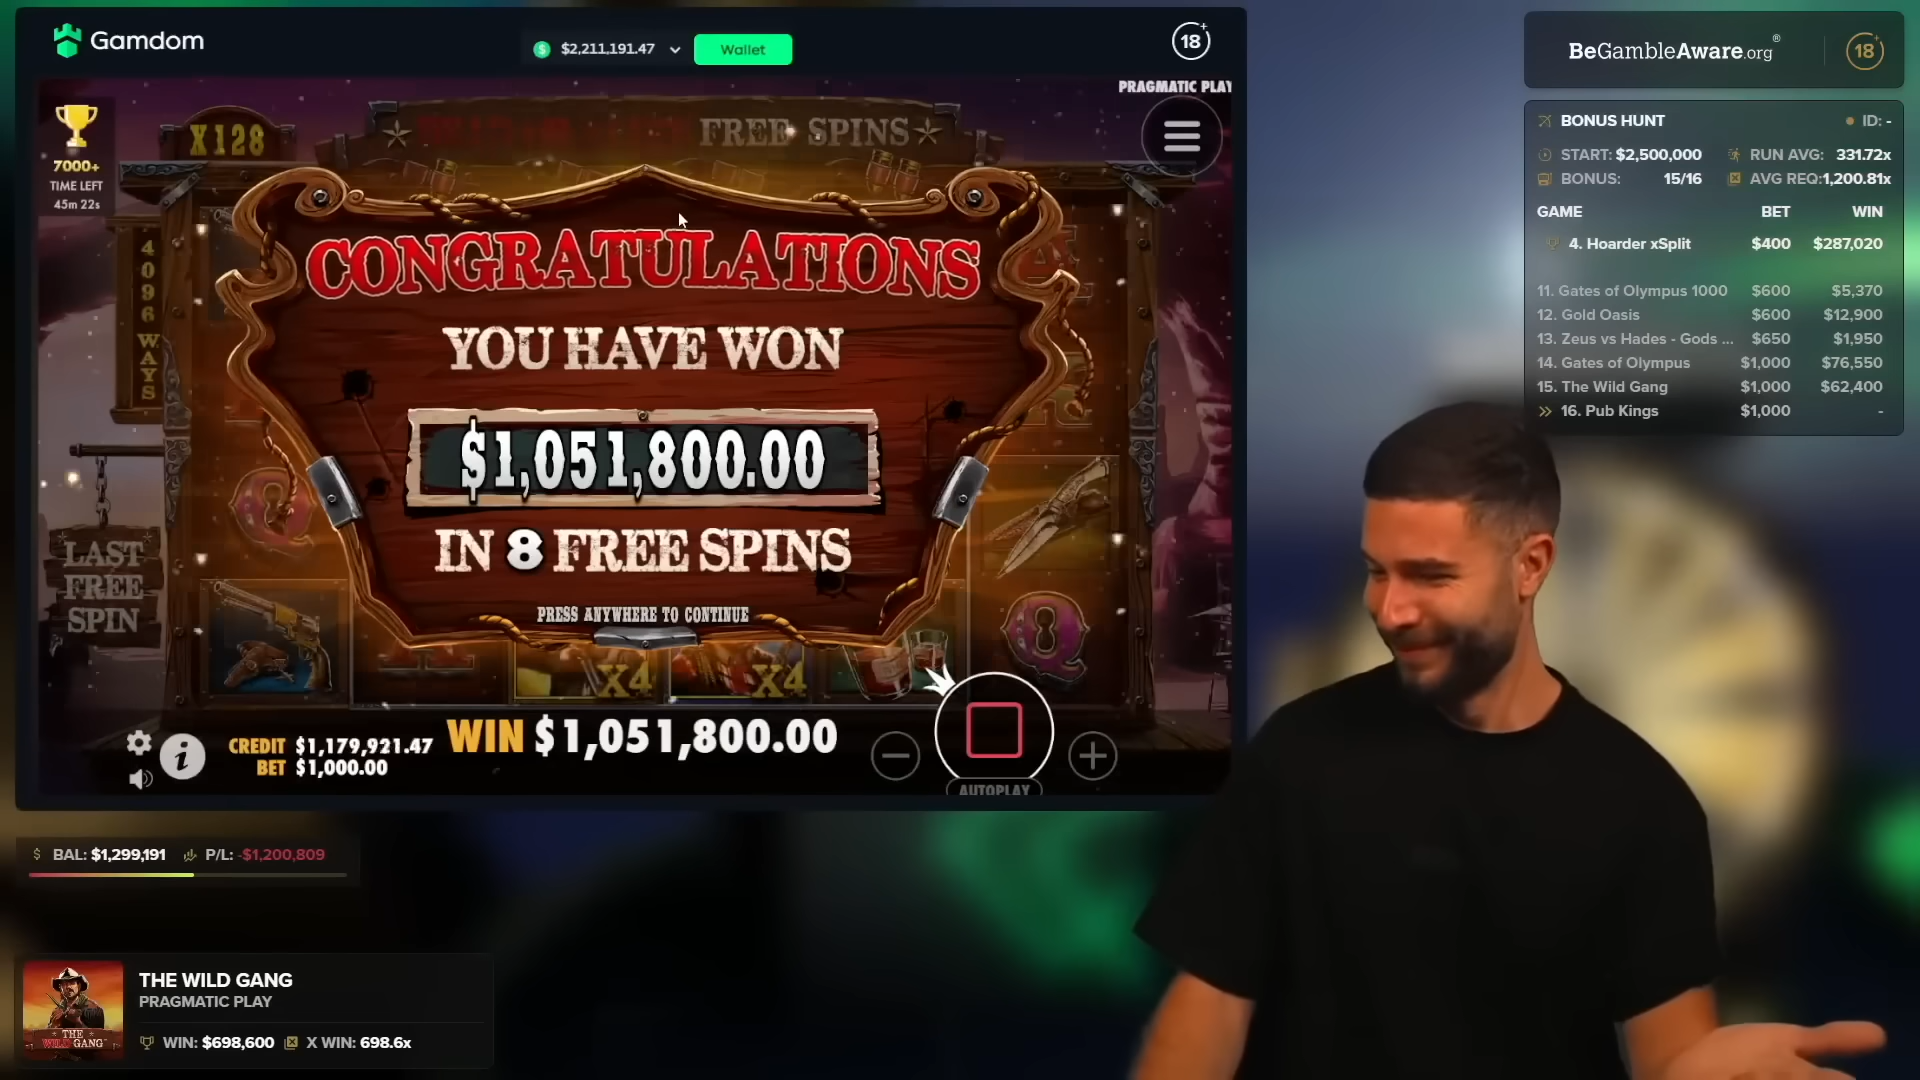 Gamdom
$2,211,191.47
Wallet
18+
PRAGMATIC PLAY
7000+
TIME LEFT
45m 22s
X128
FREE SPINS
4096 WAYS
CONGRATULATIONS
YOU HAVE WON
$1,051,800.00
IN 8 FREE SPINS
PRESS ANYWHERE TO CONTINUE
LAST
FREE
SPIN
Q
Q
X4
X4
CREDIT $1,179,921.47
BET $1,000.00
WIN $1,051,800.00
AUTOPLAY
BeGambleAware.org®
18+
BONUS HUNT
ID: -
START: $2,500,000 RUN AVG: 331.72x
BONUS: 15/16 AVG REQ:1,200.81x
GAME BET WIN
4. Hoarder xSplit $400 $287,020
11. Gates of Olympus 1000 $600 $5,370
12. Gold Oasis $600 $12,900
13. Zeus vs Hades - Gods ... $650 $1,950
14. Gates of Olympus $1,000 $76,550
15. The Wild Gang $1,000 $62,400
16. Pub Kings $1,000 -
BAL: $1,299,191 P/L: -$1,200,809
THE WILD GANG
PRAGMATIC PLAY
WIN: $698,600 X WIN: 698.6x
THE
WILD GANG